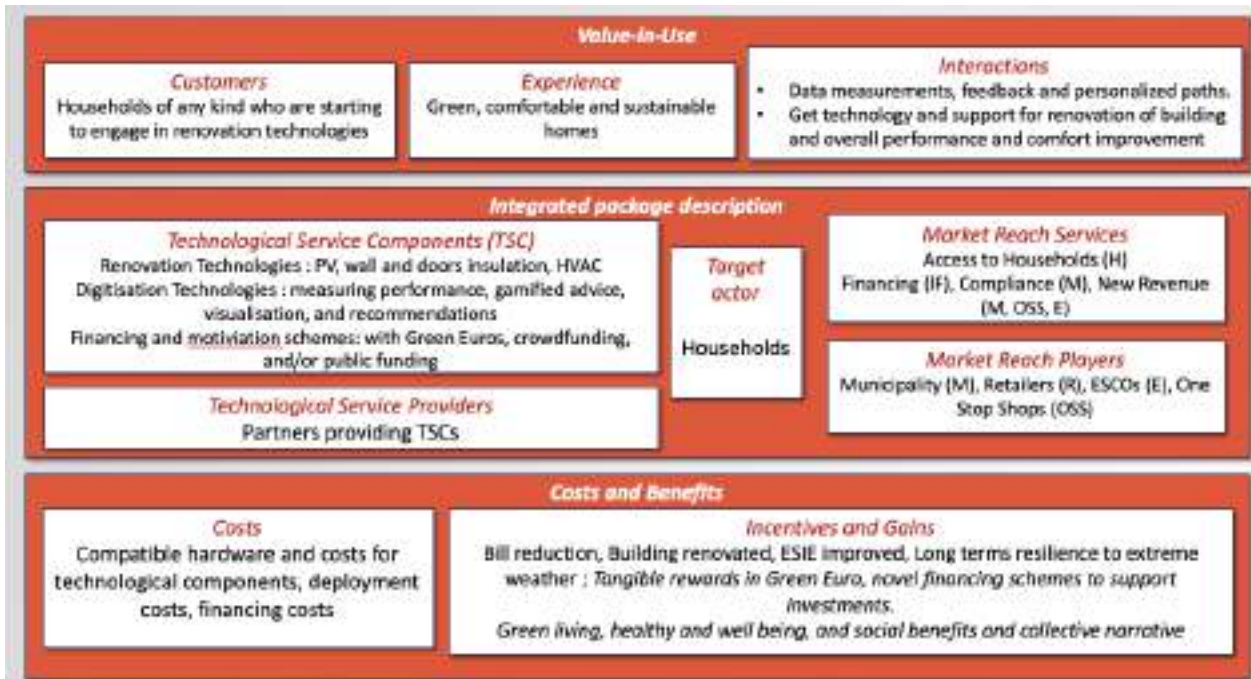 Value-in-Use
Customers
Households of any kind who are starting
to engage in renovation technologies
Experience
Green, comfortable and sustainable
homes
Interactions
• Data measurements, feedback and personalized paths.
• Get technology and support for renovation of building
and overall performance and comfort improvement
Integrated package description
Technological Service Components (TSC)
Renovation Technologies : PV, wall and doors insulation, HVAC
Digitisation Technologies : measuring performance, gamified advice,
visualisation, and recommendations
Financing and motiviation schemes: with Green Euros, crowdfunding,
and/or public funding
Technological Service Providers
Partners providing TSCs
Target
actor
Households
Market Reach Services
Access to Households (H)
Financing (IF), Compliance (M), New Revenue
(M, OSS, E)
Market Reach Players
Municipality (M), Retailers (R), ESCOs (E), One
Stop Shops (OSS)
Costs and Benefits
Costs
Compatible hardware and costs for
technological components, deployment
costs, financing costs
Incentives and Gains
Bill reduction, Building renovated, ESIE improved, Long terms resilience to extreme
weather ; Tangible rewards in Green Euro, novel financing schemes to support
investments.
Green living, healthy and well being, and social benefits and collective narrative